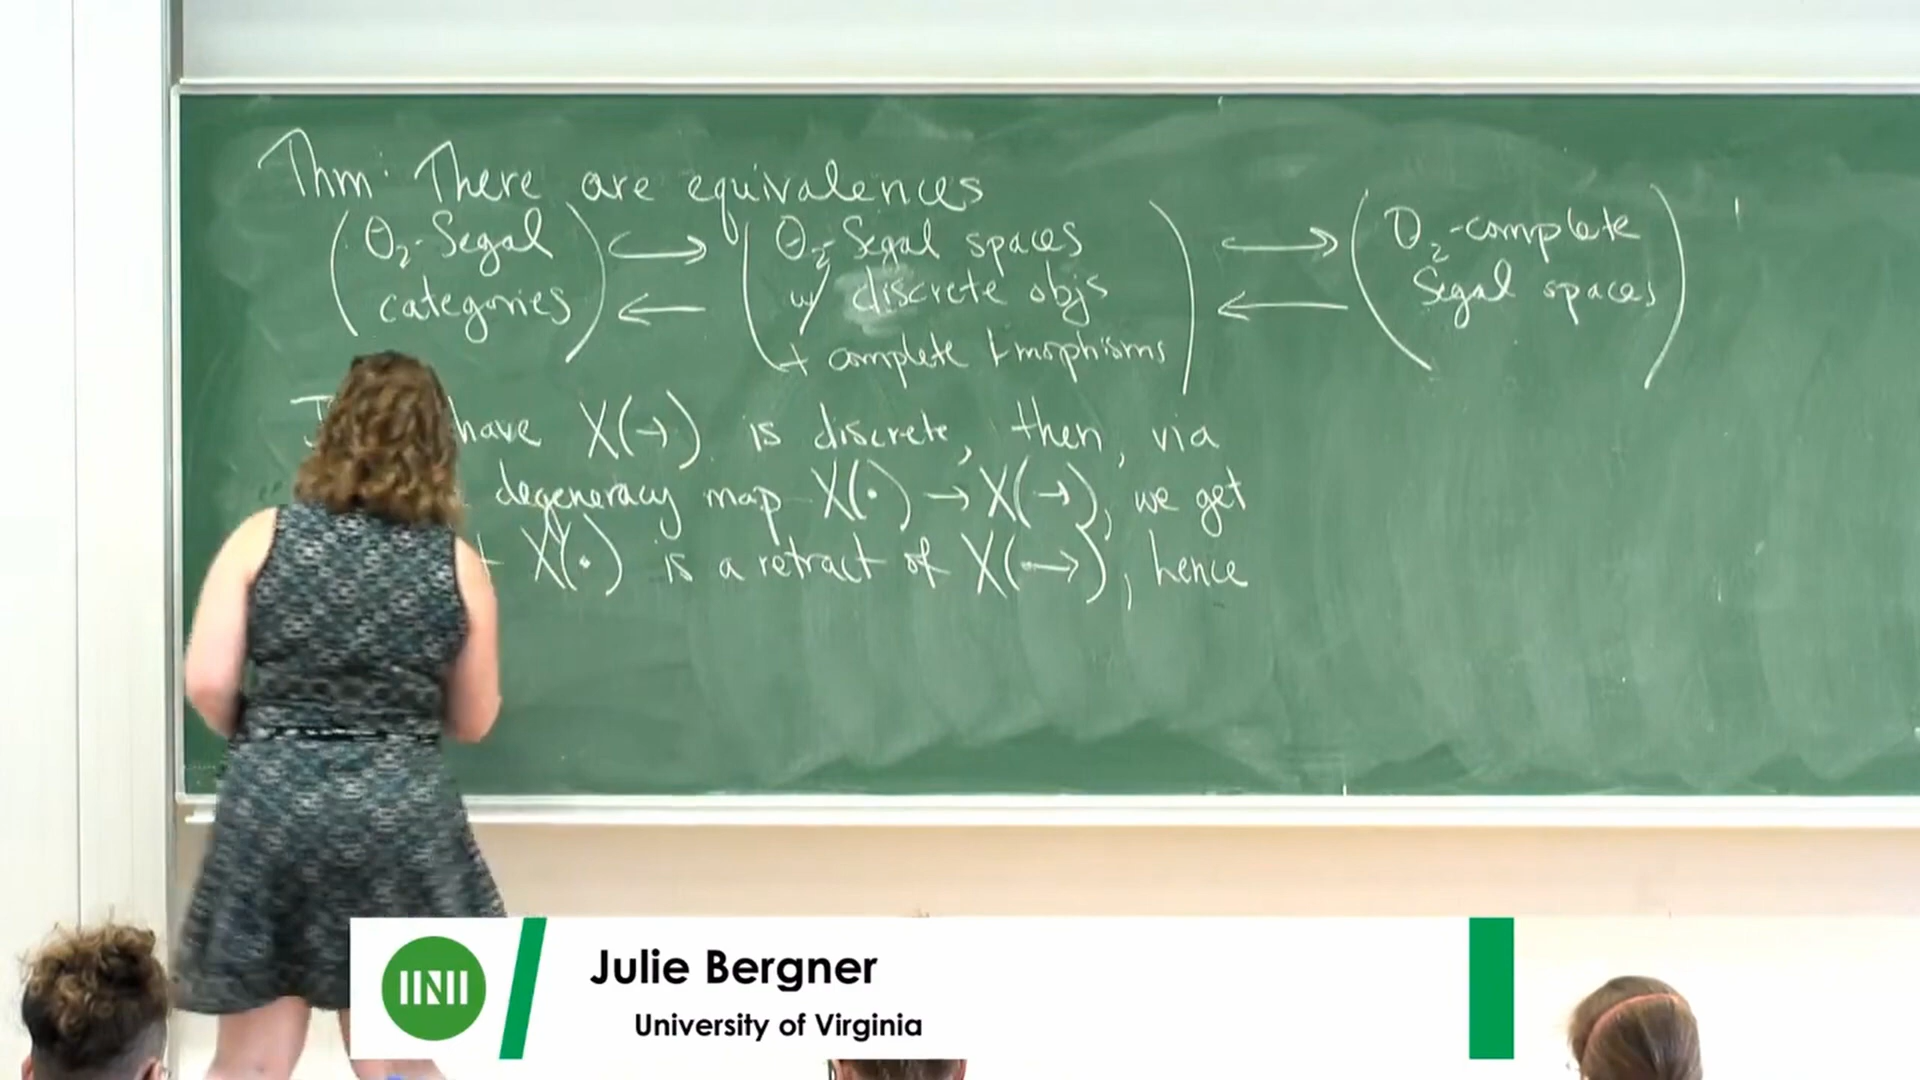 Thm: There are equivalences
(Θ₂-Segal categories) ⟶ ⟵ (Θ₂-Segal spaces w/ discrete objs + complete 1-morphisms) ⟶ ⟵ (Θ₂-complete Segal spaces)
have X(→) is discrete, then, via
degeneracy map X(·) → X(→), we get
X(·) is a retract of X(→), hence
Julie Bergner
University of Virginia